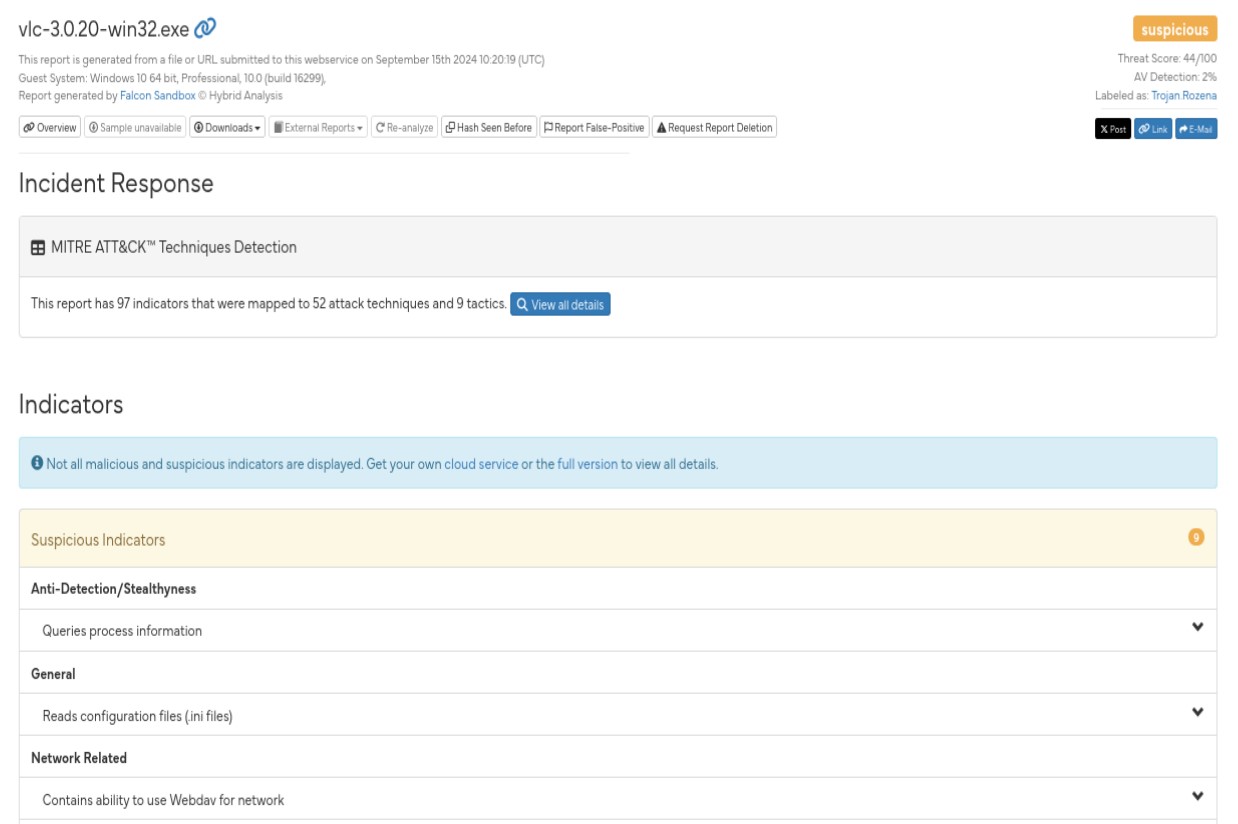 vlc-3.0.20-win32.exe
suspicious
This report is generated from a file or URL submitted to this webservice on September 15th 2024 10:20:19 (UTC)
Threat Score: 44/100
Guest System: Windows 10 64 bit, Professional, 10.0 (build 16299),
AV Detection: 2%
Report generated by Falcon Sandbox © Hybrid Analysis
Labeled as: Trojan.Rozena
Overview Sample unavailable Downloads External Reports Re-analyze Hash Seen Before Report False-Positive Request Report Deletion
X Post Link E-Mail
Incident Response
MITRE ATT&CK™ Techniques Detection
This report has 97 indicators that were mapped to 52 attack techniques and 9 tactics. View all details
Indicators
Not all malicious and suspicious indicators are displayed. Get your own cloud service or the full version to view all details.
Suspicious Indicators 9
Anti-Detection/Stealthyness
Queries process information
General
Reads configuration files (.ini files)
Network Related
Contains ability to use Webdav for network